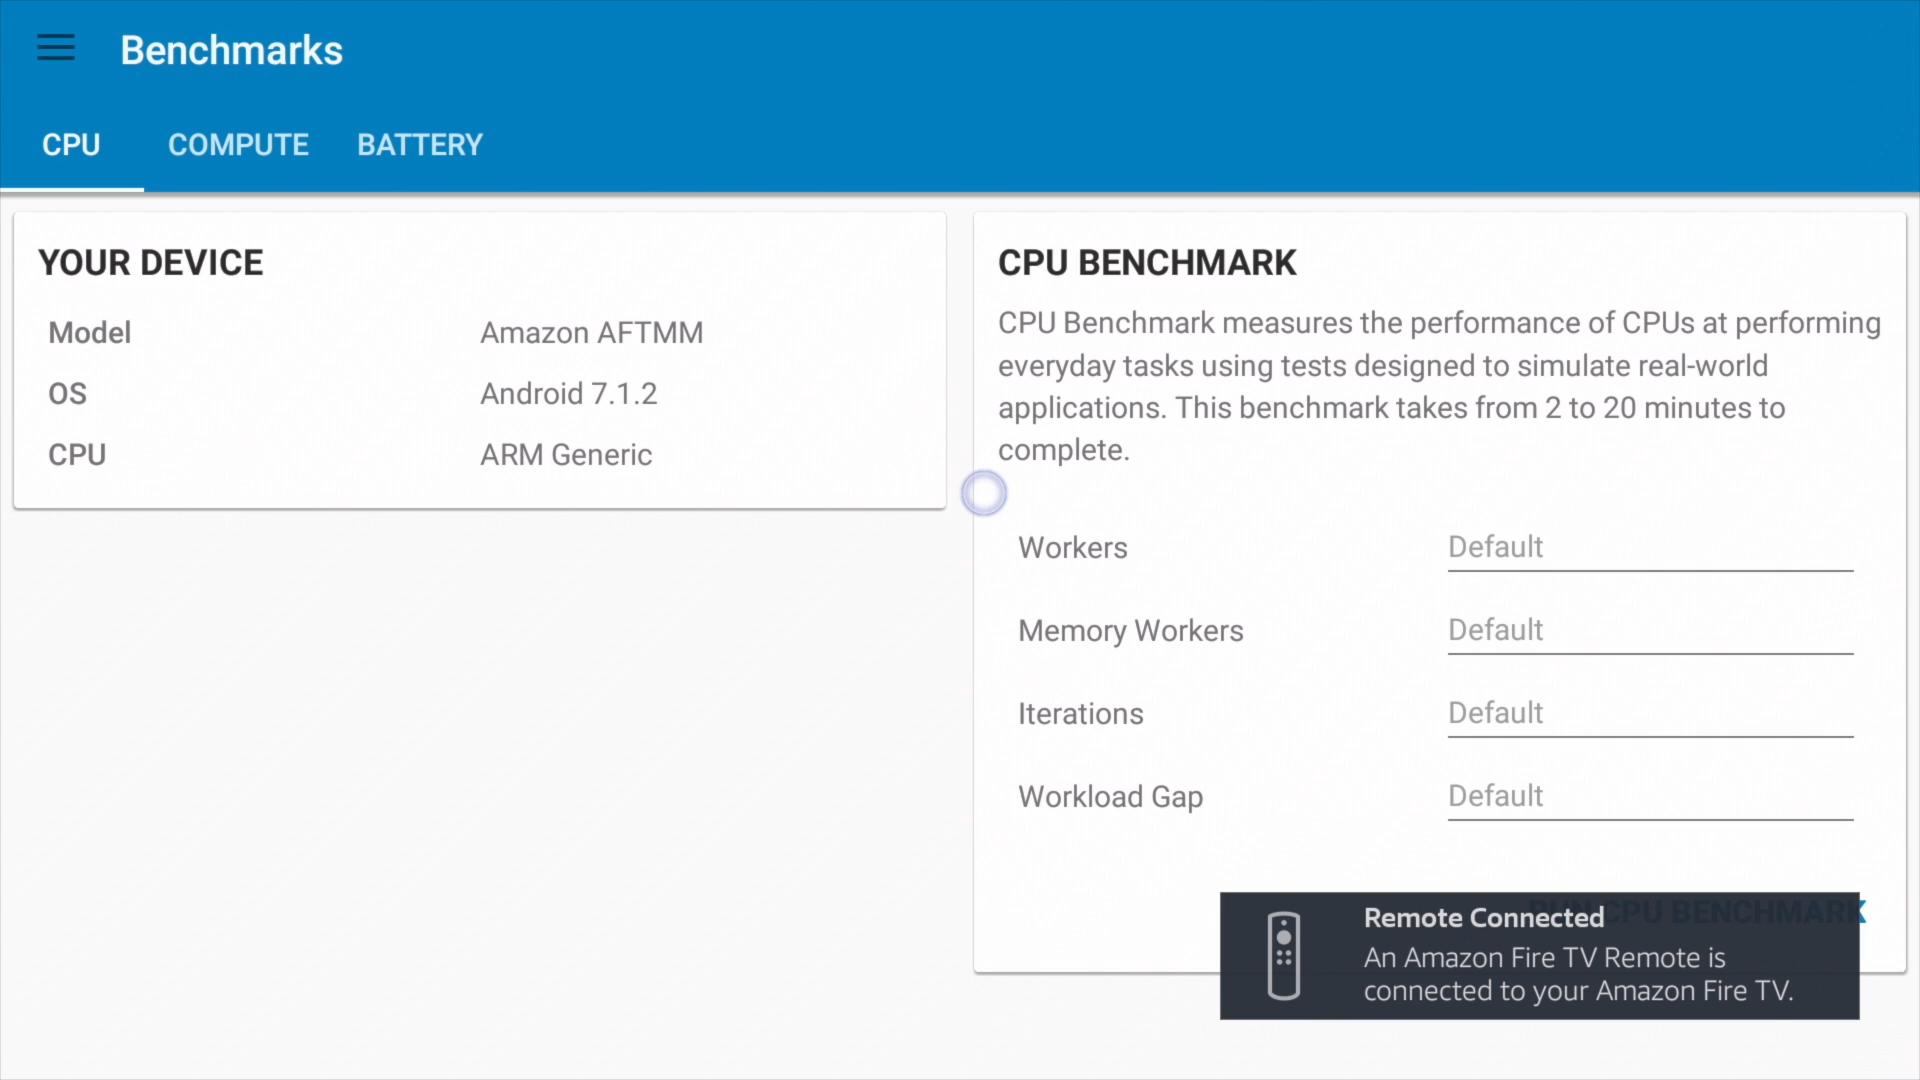 Benchmarks
CPU COMPUTE BATTERY
YOUR DEVICE
Model Amazon AFTMM
OS Android 7.1.2
CPU ARM Generic
CPU BENCHMARK
CPU Benchmark measures the performance of CPUs at performing
everyday tasks using tests designed to simulate real-world
applications. This benchmark takes from 2 to 20 minutes to
complete.
Workers Default
Memory Workers Default
Iterations Default
Workload Gap Default
RUN CPU BENCHMARK
Remote Connected
An Amazon Fire TV Remote is
connected to your Amazon Fire TV.